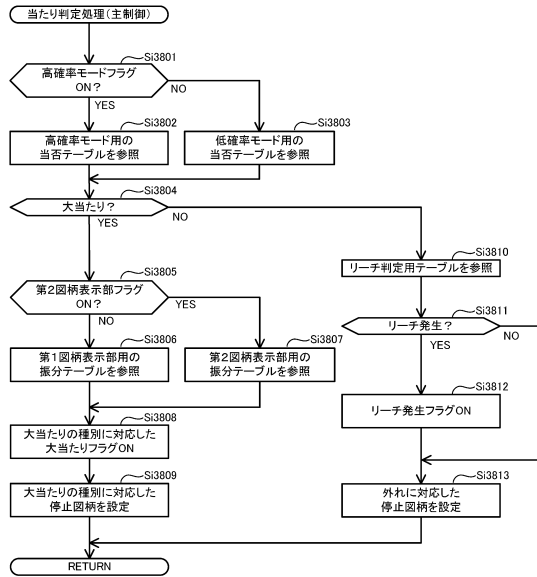 当たり判定処理(主制御)
Si3801
高確率モードフラグ
ON?
NO
YES
Si3802
高確率モード用の
当否テーブルを参照
Si3803
低確率モード用の
当否テーブルを参照
Si3804
大当たり?
NO
YES
Si3805
第2図柄表示部フラグ
ON?
YES
NO
Si3806
第1図柄表示部用の
振分テーブルを参照
Si3807
第2図柄表示部用の
振分テーブルを参照
Si3808
大当たりの種別に対応した
大当たりフラグON
Si3809
大当たりの種別に対応した
停止図柄を設定
Si3810
リーチ判定用テーブルを参照
Si3811
リーチ発生?
NO
YES
Si3812
リーチ発生フラグON
Si3813
外れに対応した
停止図柄を設定
RETURN